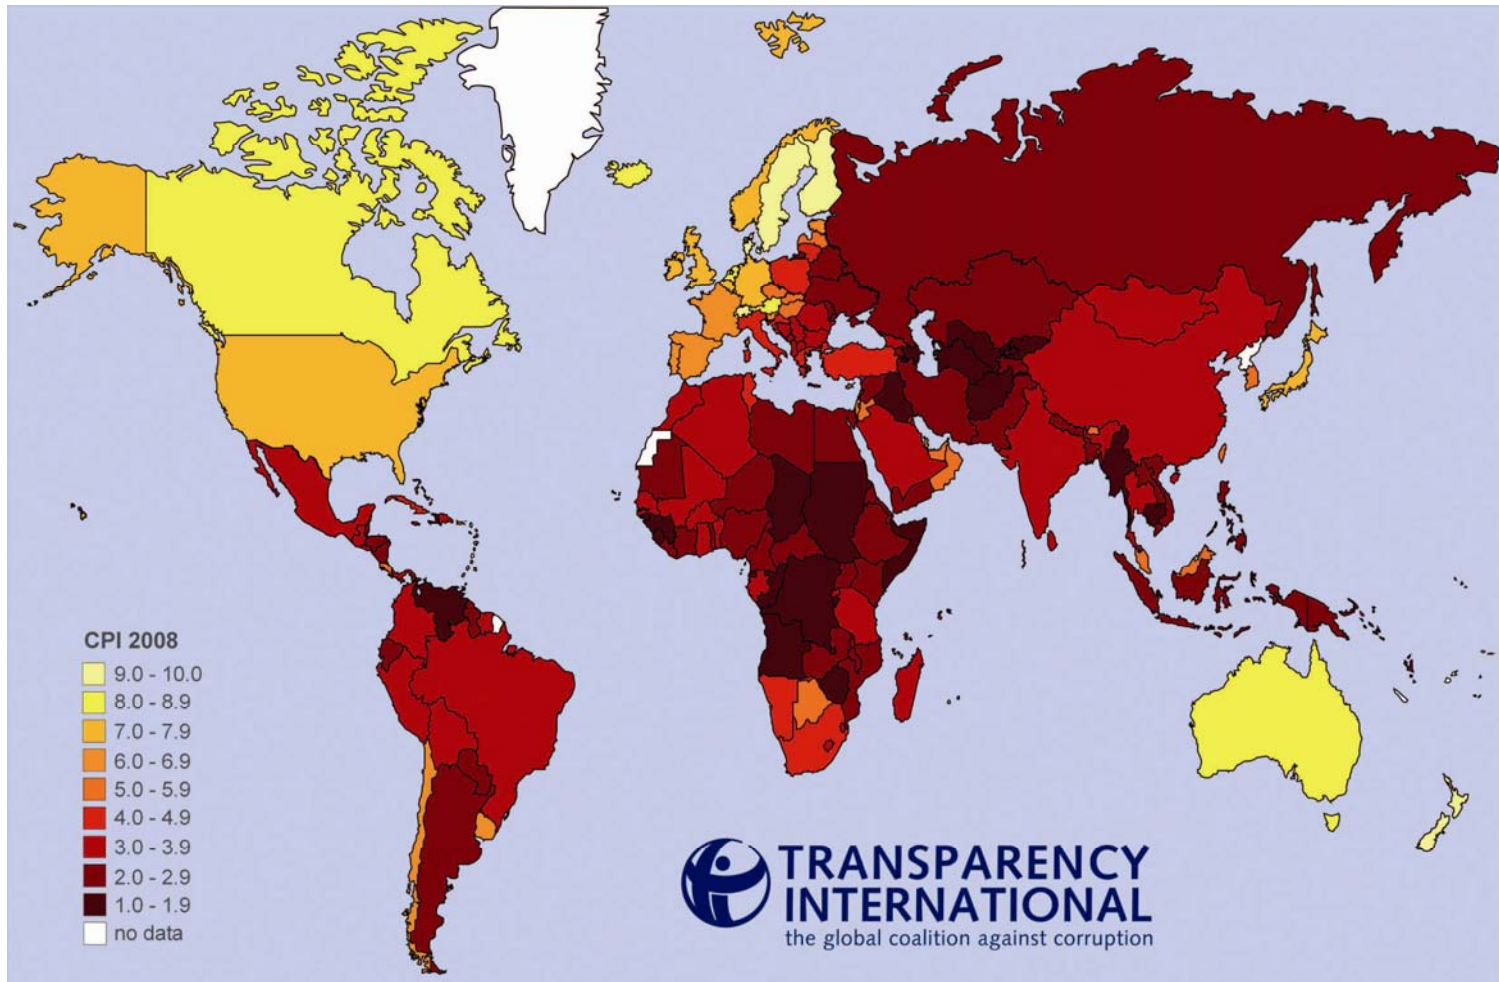 CPI 2008
9.0 - 10.0
8.0 - 8.9
7.0 - 7.9
6.0 - 6.9
5.0 - 5.9
4.0 - 4.9
3.0 - 3.9
2.0 - 2.9
1.0 - 1.9
no data
TRANSPARENCY
INTERNATIONAL
the global coalition against corruption